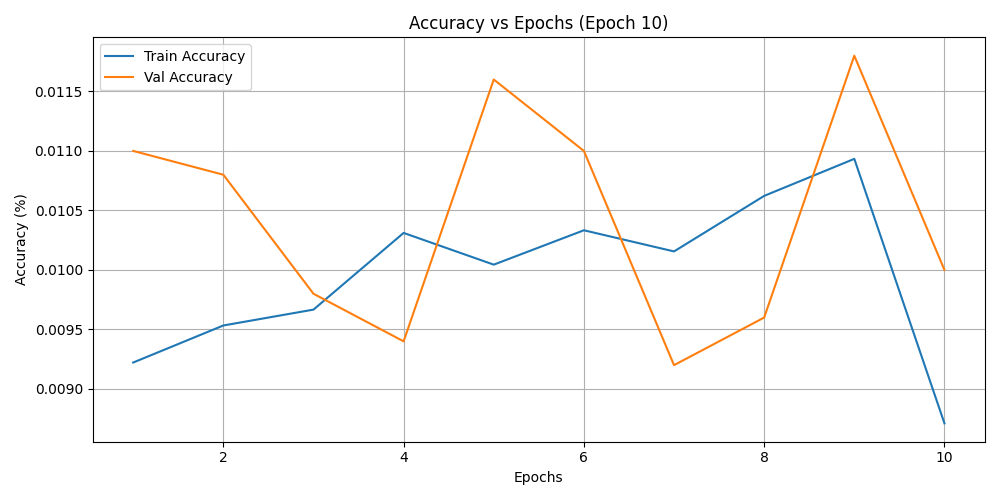 Accuracy vs Epochs (Epoch 10)
Train Accuracy
Val Accuracy
0.0115
0.0110
0.0105
0.0100
0.0095
0.0090
Accuracy (%)
2 4 6 8 10
Epochs